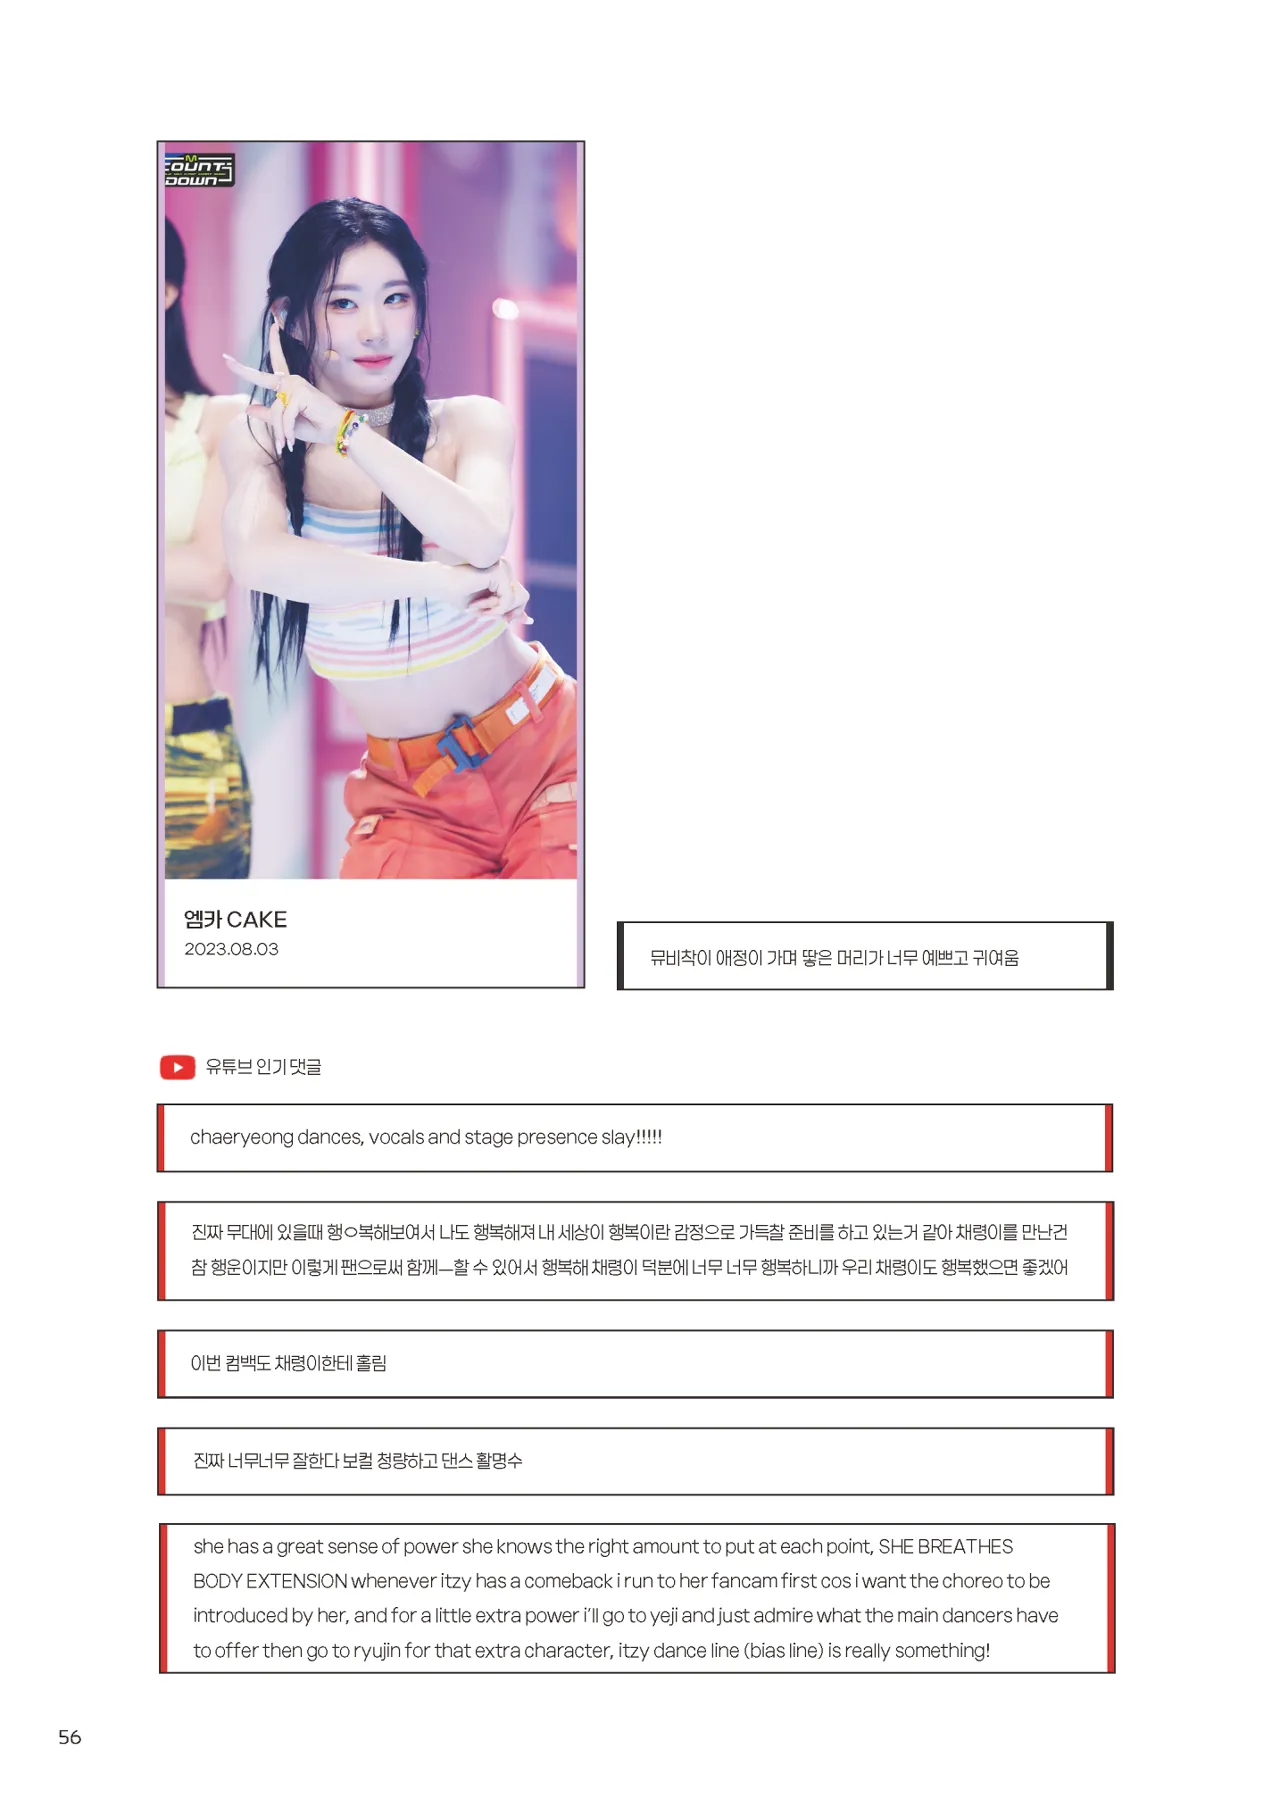 M
COUNT
DOWN
엠카 CAKE
2023.08.03
뮤비착이 애정이 가며 땋은 머리가 너무 예쁘고 귀여움
유튜브 인기 댓글
chaeryeong dances, vocals and stage presence slay!!!!!
진짜 무대에 있을때 행ㅇ복해보여서 나도 행복해져 내 세상이 행복이란 감정으로 가득찰 준비를 하고 있는거 같아 채령이를 만난건
참 행운이지만 이렇게 팬으로써 함께ㅡ할 수 있어서 행복해 채령이 덕분에 너무 너무 행복하니까 우리 채령이도 행복했으면 좋겠어
이번 컴백도 채령이한테 홀림
진짜 너무너무 잘한다 보컬 청량하고 댄스 활명수
she has a great sense of power she knows the right amount to put at each point, SHE BREATHES
BODY EXTENSION whenever itzy has a comeback i run to her fancam first cos i want the choreo to be
introduced by her, and for a little extra power i'll go to yeji and just admire what the main dancers have
to offer then go to ryujin for that extra character, itzy dance line (bias line) is really something!
56